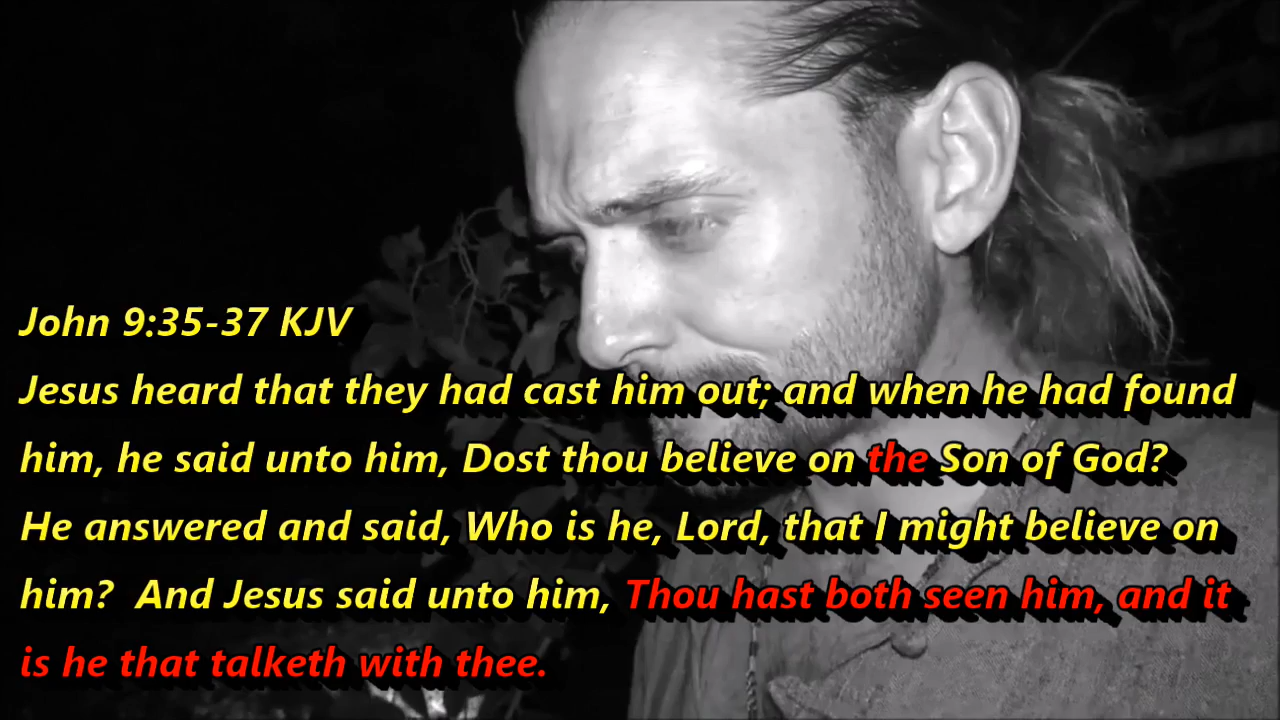 John 9:35-37 KJV
Jesus heard that they had cast him out; and when he had found
him, he said unto him, Dost thou believe on the Son of God?
He answered and said, Who is he, Lord, that I might believe on
him?  And Jesus said unto him, Thou hast both seen him, and it
is he that talketh with thee.